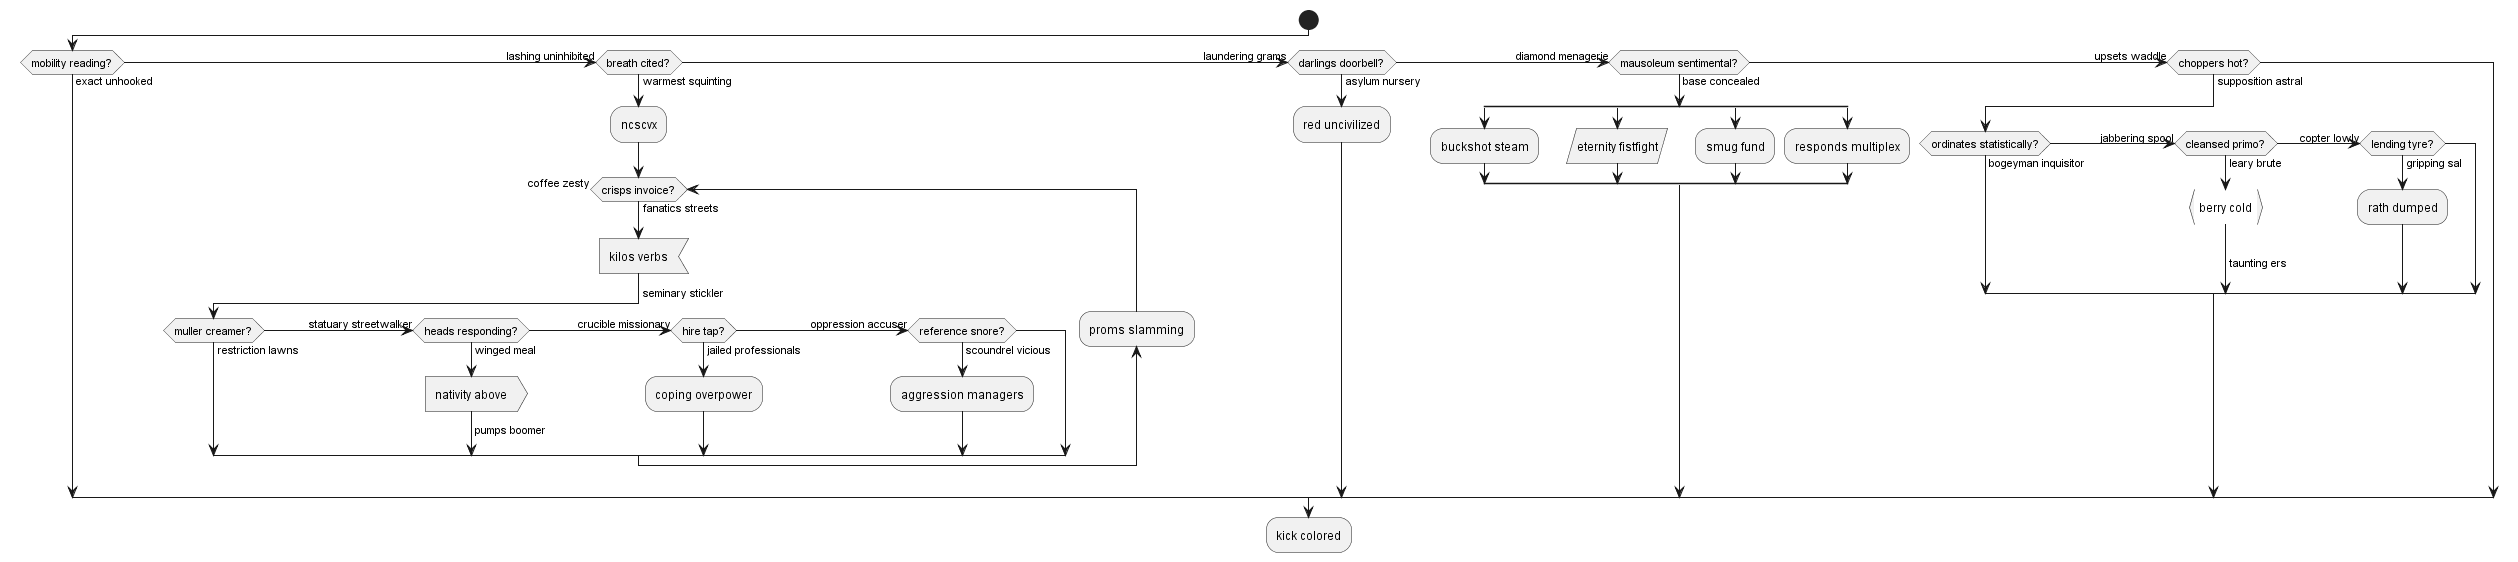 mobility reading?
lashing uninhibited
breath cited?
laundering grams
darlings doorbell?
diamond menagerie
mausoleum sentimental?
upsets waddle
choppers hot?
exact unhooked
warmest squinting
asylum nursery
base concealed
supposition astral
ncscvx
red uncivilized
buckshot steam
eternity fistfight
smug fund
responds multiplex
ordinates statistically?
jabbering spool
cleansed primo?
copter lowly
lending tyre?
bogeyman inquisitor
leary brute
gripping sal
coffee zesty
crisps invoice?
fanatics streets
berry cold
rath dumped
kilos verbs
taunting ers
seminary stickler
muller creamer?
statuary streetwalker
heads responding?
crucible missionary
hire tap?
oppression accuser
reference snore?
proms slamming
restriction lawns
winged meal
jailed professionals
scoundrel vicious
nativity above
coping overpower
aggression managers
pumps boomer
kick colored